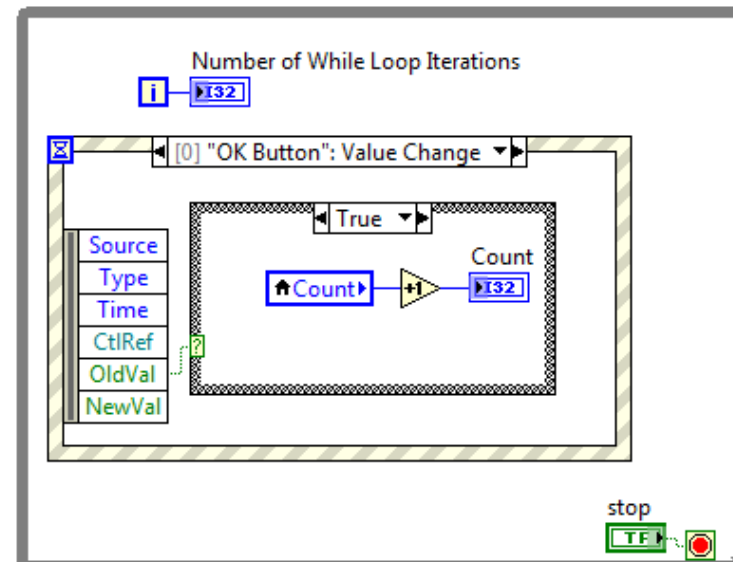 Number of While Loop Iterations
i
I32
[0] "OK Button": Value Change
True
Source
Type
Time
CtlRef
OldVal
NewVal
Count
Count
+1
I32
?
stop
TF